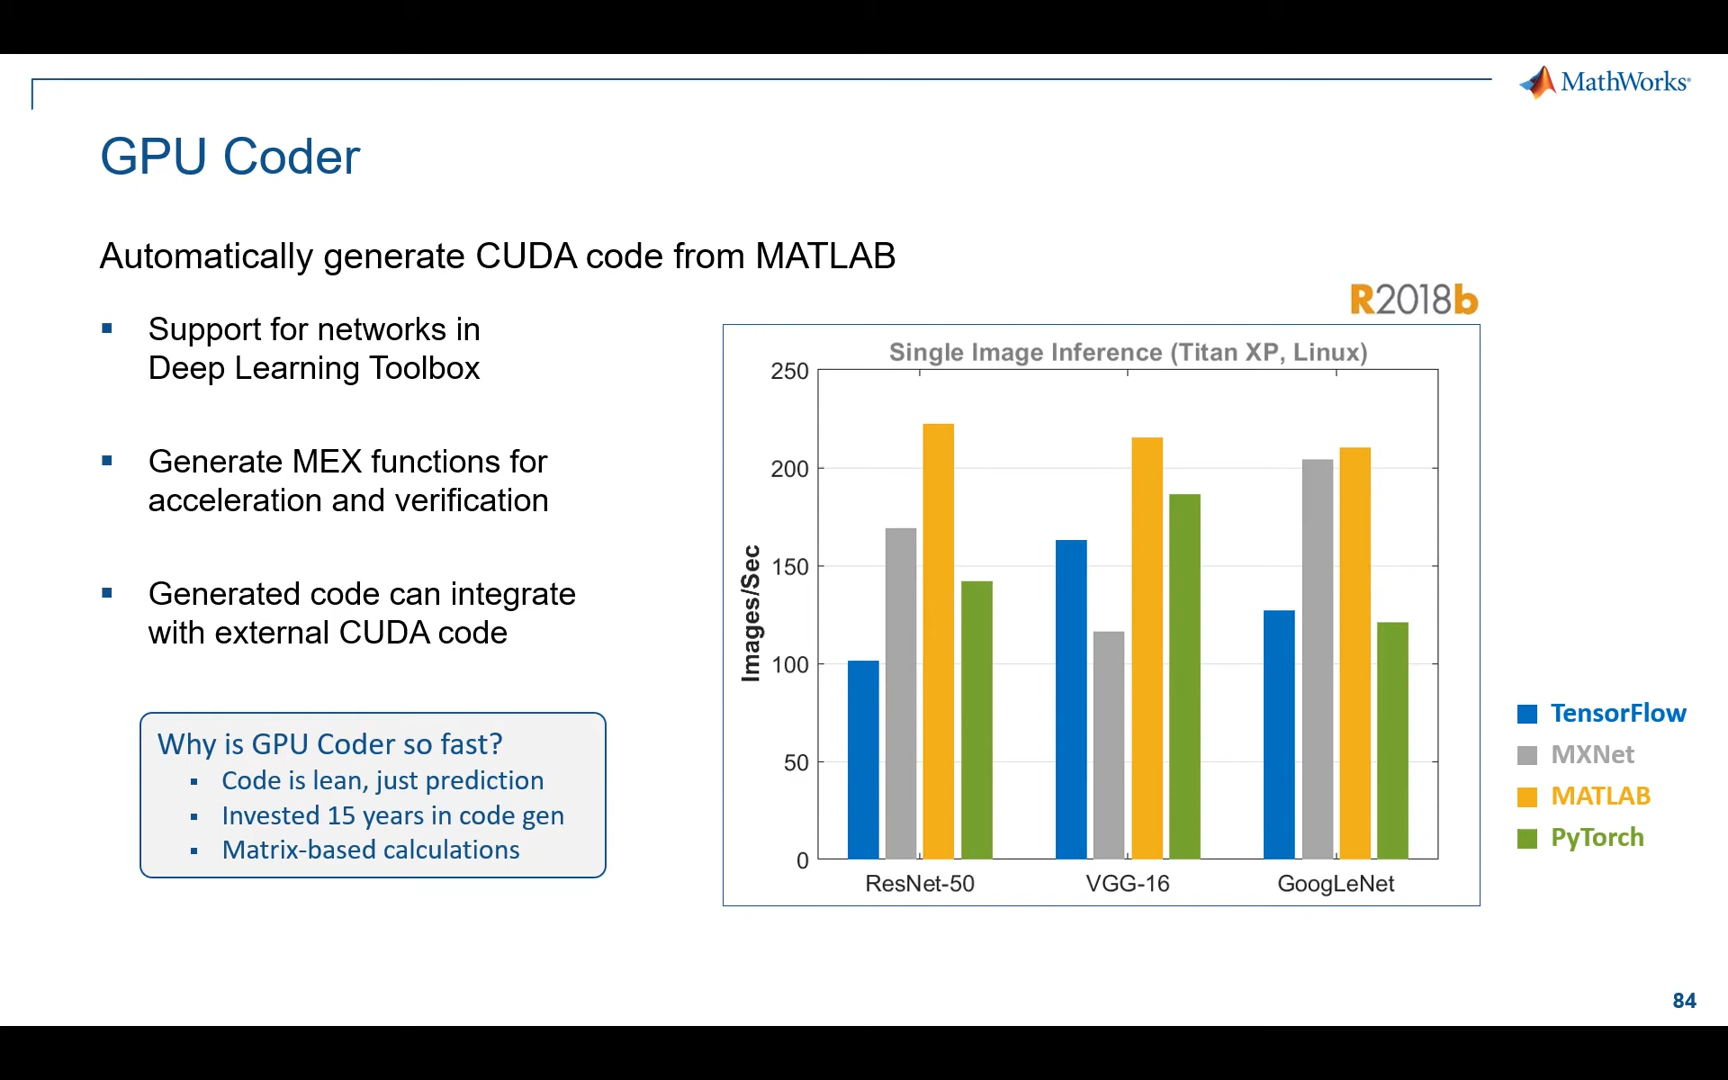 MathWorks®
GPU Coder
Automatically generate CUDA code from MATLAB
▪ Support for networks in
Deep Learning Toolbox
▪ Generate MEX functions for
acceleration and verification
▪ Generated code can integrate
with external CUDA code
Why is GPU Coder so fast?
▪ Code is lean, just prediction
▪ Invested 15 years in code gen
▪ Matrix-based calculations
R2018b
Single Image Inference (Titan XP, Linux)
Images/Sec
250
200
150
100
50
0
ResNet-50 VGG-16 GoogLeNet
TensorFlow
MXNet
MATLAB
PyTorch
84